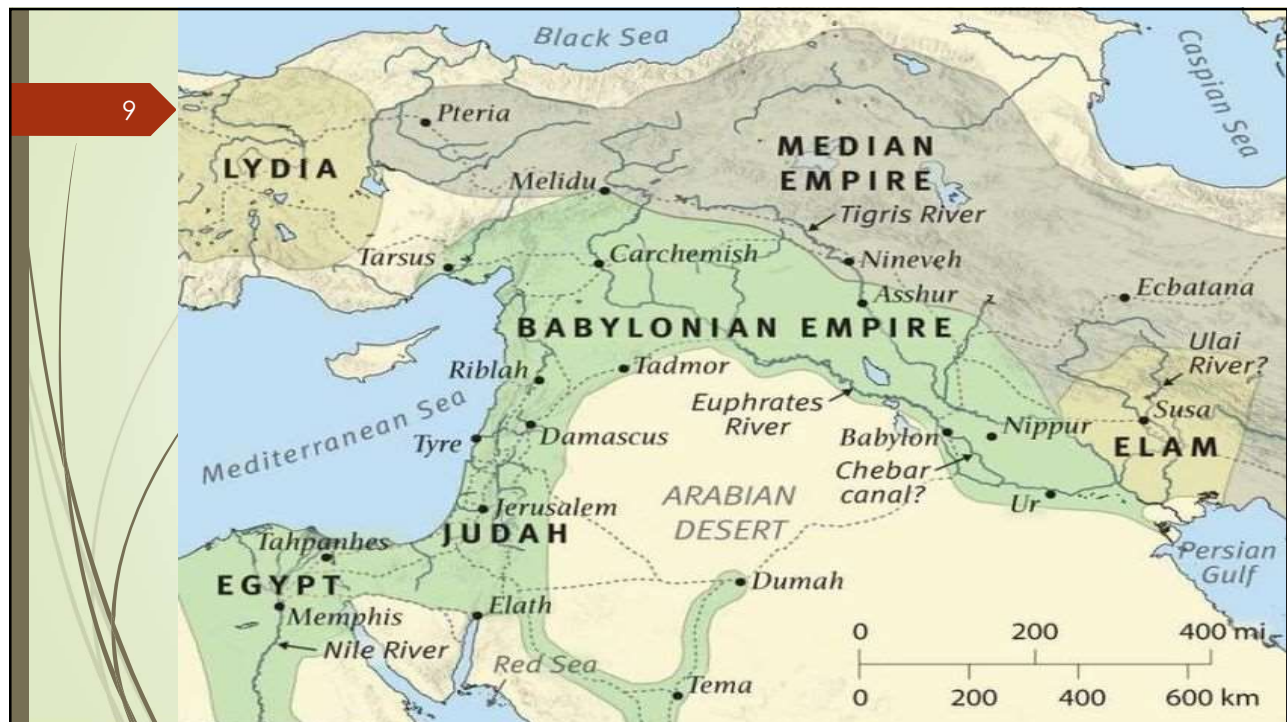 9
Black Sea
Caspian Sea
Pteria
LYDIA
MEDIAN
EMPIRE
Melidu
Tigris River
Tarsus
Carchemish
Nineveh
Asshur
Ecbatana
BABYLONIAN EMPIRE
Ulai
River?
Riblah
Tadmor
Mediterranean Sea
Euphrates
River
Susa
Tyre
Damascus
Babylon
Nippur
ELAM
Chebar
canal?
ARABIAN
DESERT
Ur
Jerusalem
JUDAH
Tahpanhes
Persian
Gulf
EGYPT
Dumah
Memphis
Elath
Nile River
Red Sea
Tema
0 200 400 mi
0 200 400 600 km